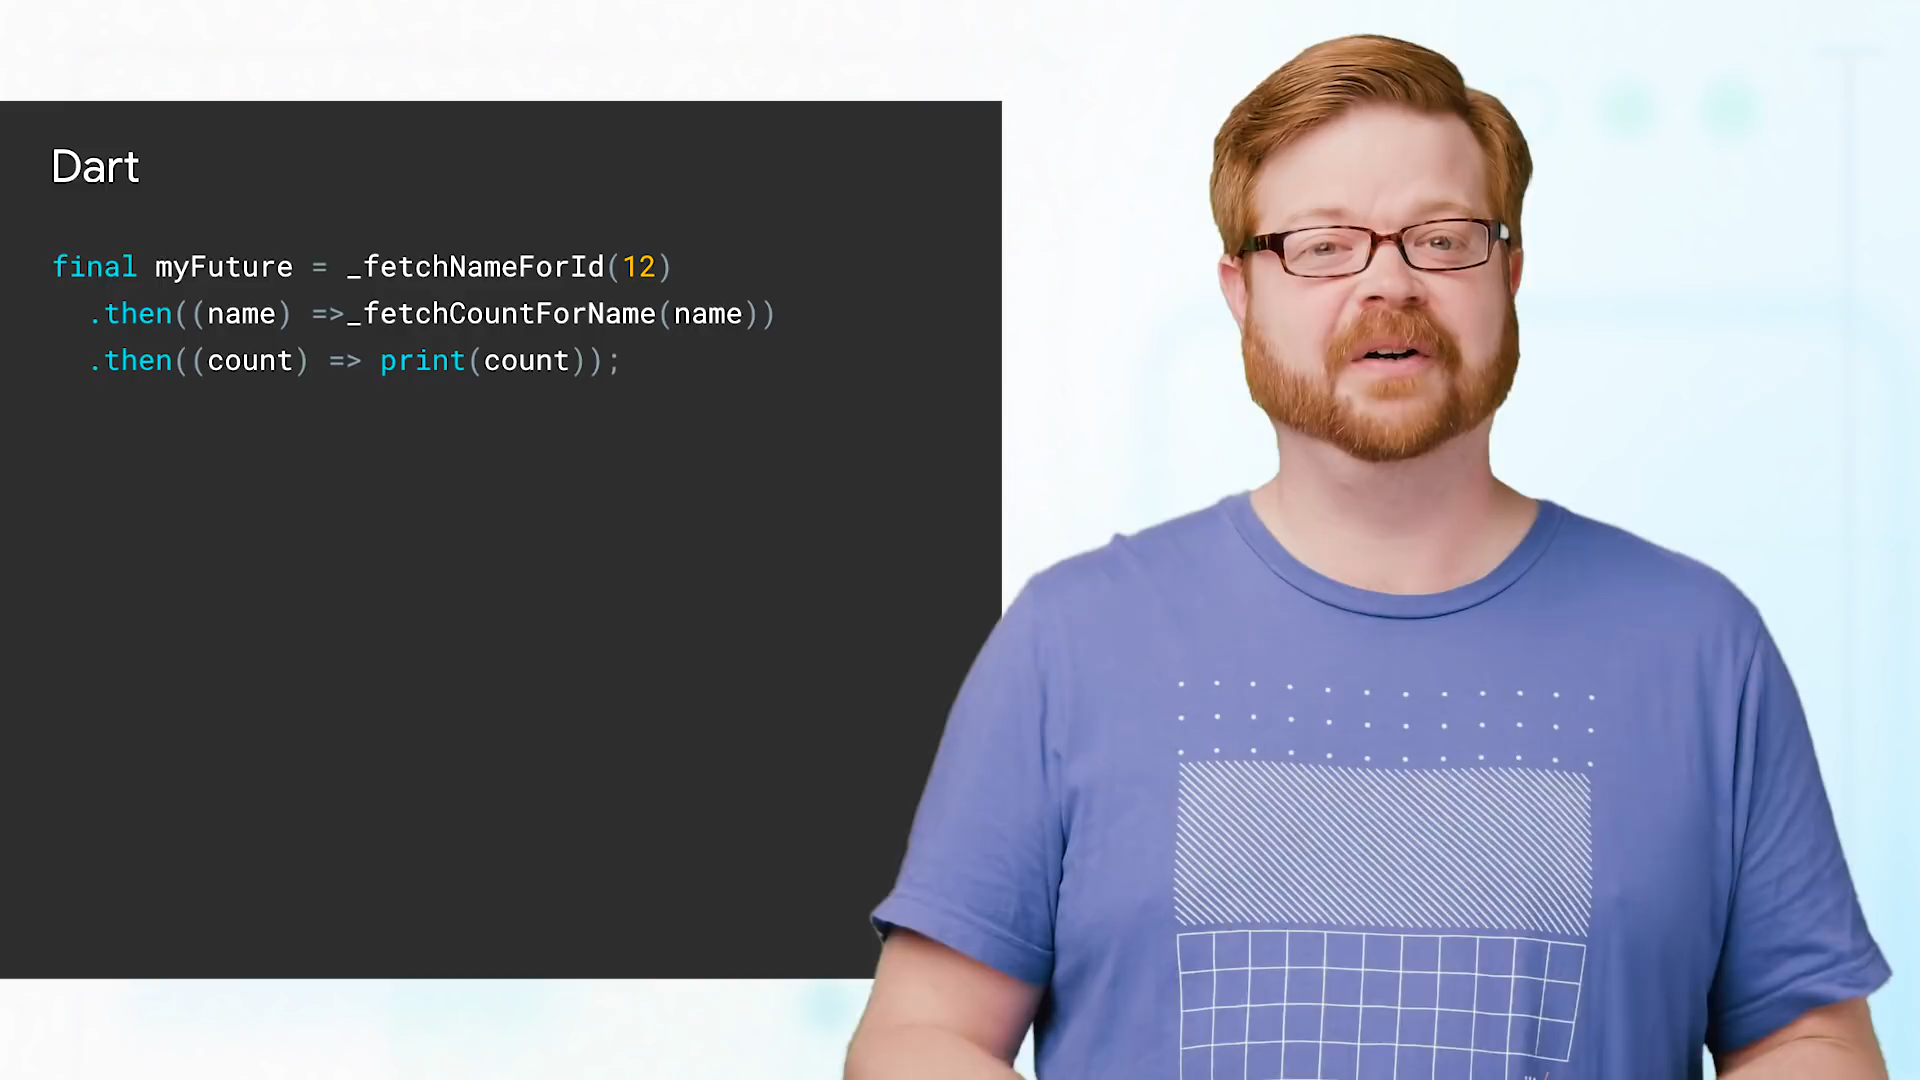 Dart
final myFuture = _fetchNameForId(12)
.then((name) =>_fetchCountForName(name))
.then((count) => print(count));